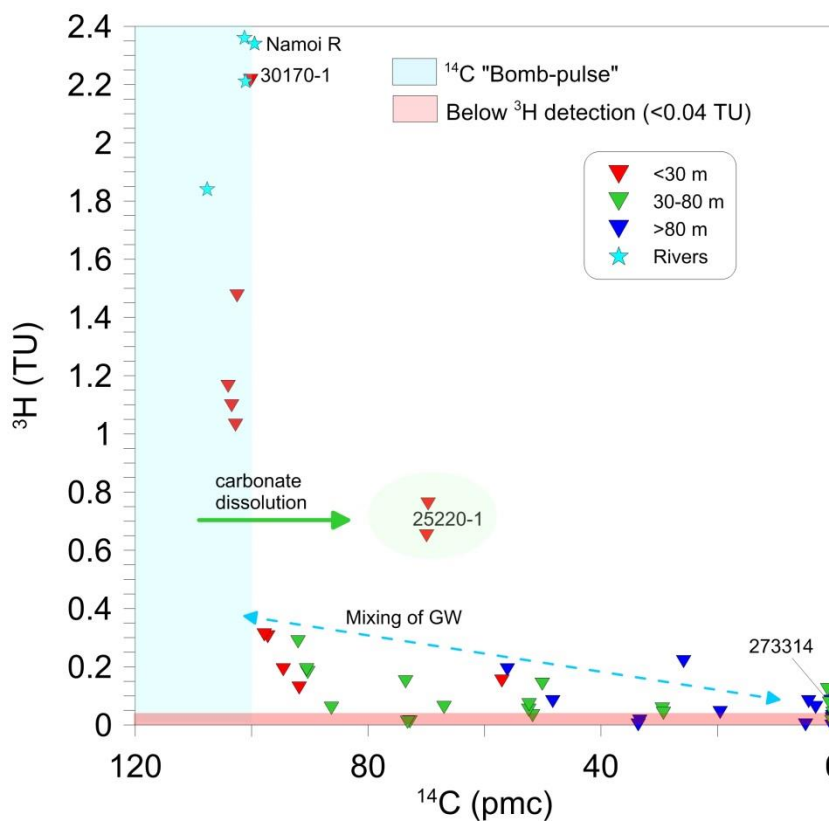 2.4
2.2
2
1.8
1.6
1.4
1.2
1
0.8
0.6
0.4
0.2
0
³H (TU)
Namoi R
30170-1
¹⁴C "Bomb-pulse"
Below ³H detection (<0.04 TU)
<30 m
30-80 m
>80 m
Rivers
carbonate
dissolution
25220-1
Mixing of GW
273314
120
80
40
0
¹⁴C (pmc)